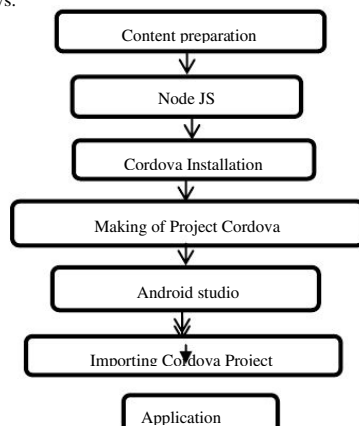 Content preparation
Node JS
Cordova Installation
Making of Project Cordova
Android studio
Importing Cordova Project
Application